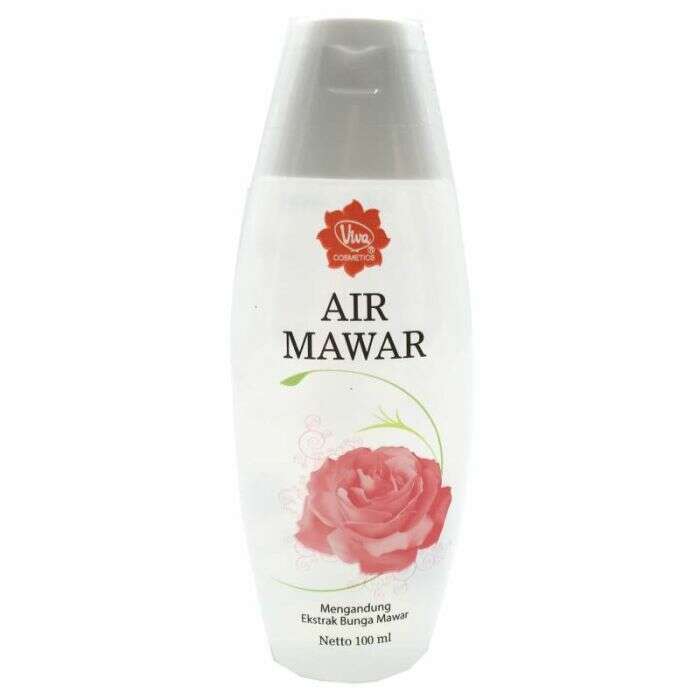 Viva
®
COSMETICS
AIR
MAWAR
Mengandung
Ekstrak Bunga Mawar
Netto 100 ml